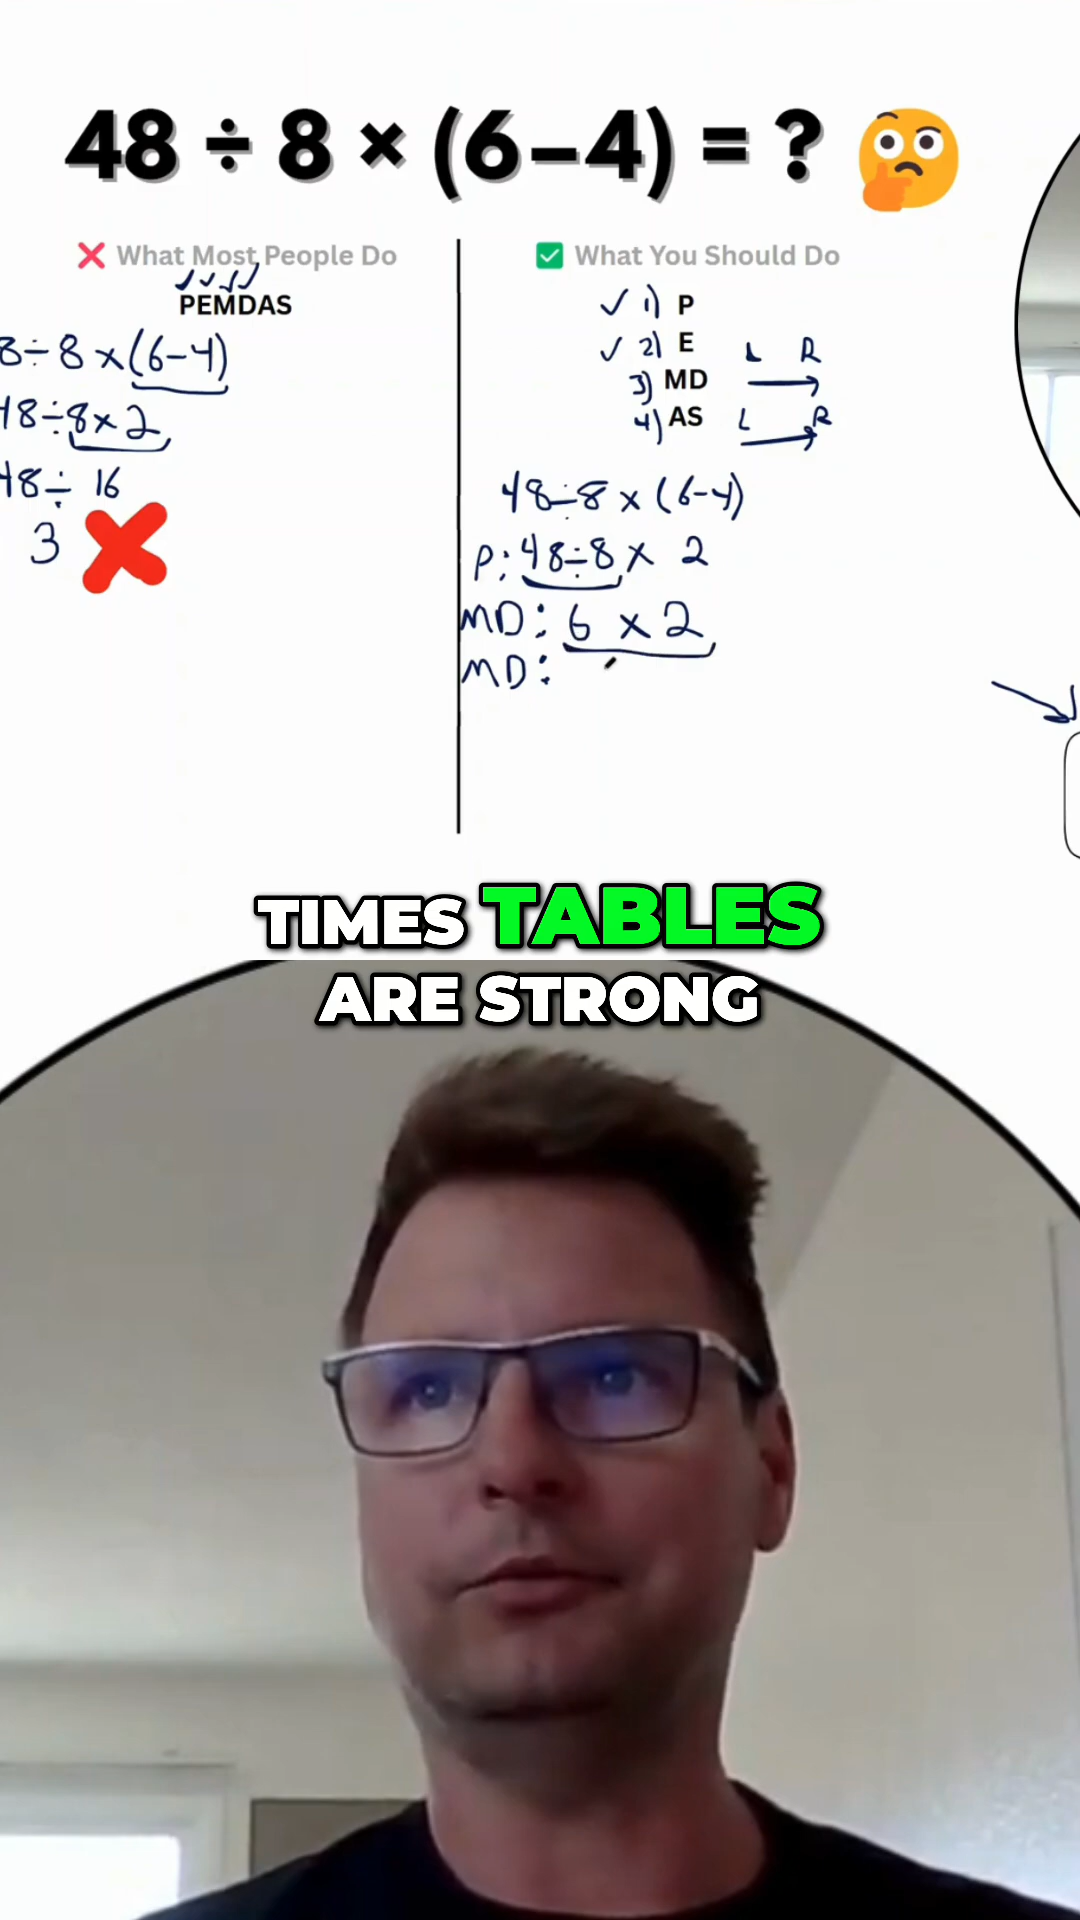 48 ÷ 8 × (6–4) = ?
❌ What Most People Do
PEMDAS
8÷8×(6-4)
48÷8×2
48÷ 16
3
✅ What You Should Do
1) P
2) E L R
3) MD
4) AS L R
48÷8×(6-4)
P: 48÷8× 2
MD: 6 × 2
MD:
TIMES TABLES
ARE STRONG